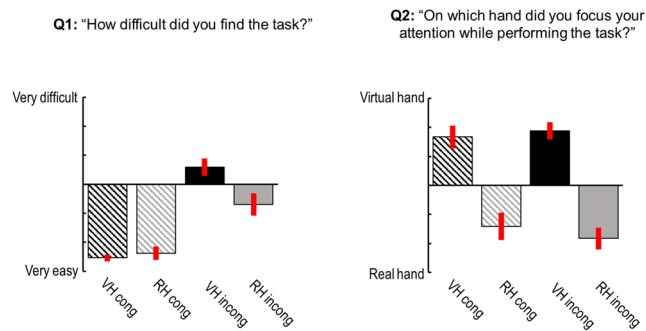 Q1: “How difficult did you find the task?”
Very difficult
Very easy
VH cong
RH cong
VH incong
RH incong
Q2: “On which hand did you focus your
attention while performing the task?”
Virtual hand
Real hand
VH cong
RH cong
VH incong
RH incong